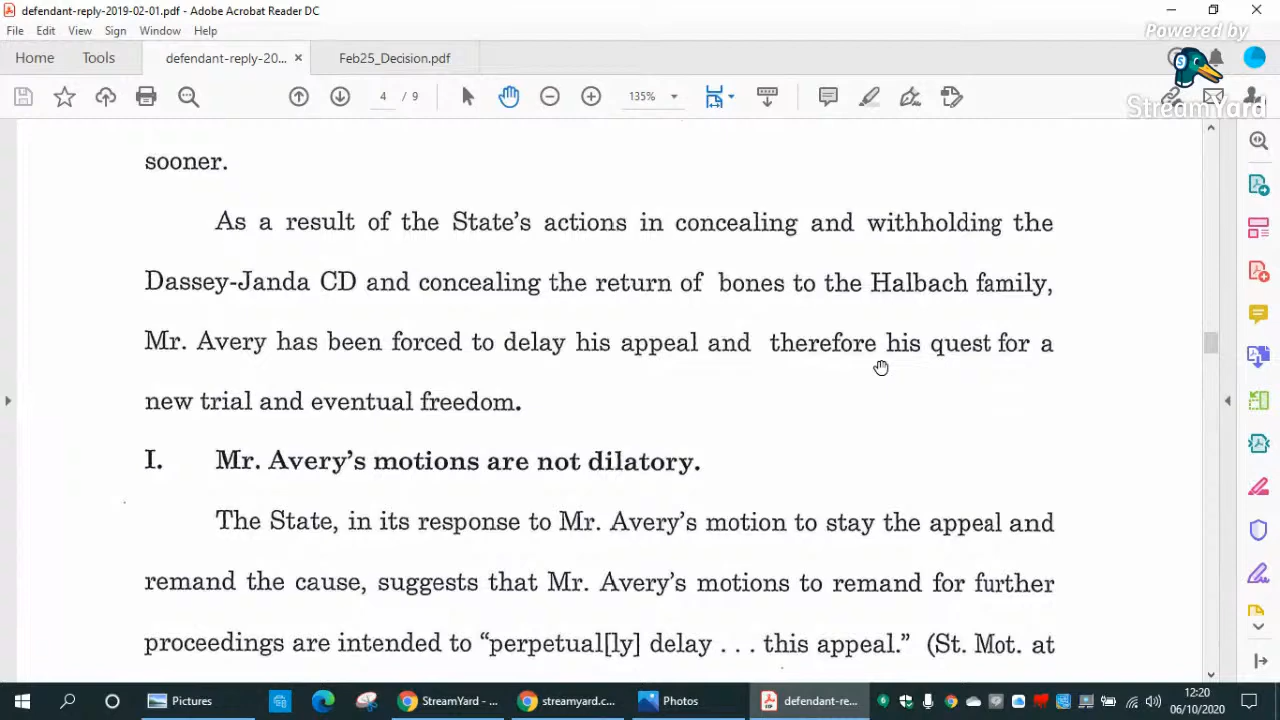 defendant-reply-2019-02-01.pdf - Adobe Acrobat Reader DC
Powered by
File Edit View Sign Window Help
Home Tools defendant-reply-20... × Feb25_Decision.pdf
4 / 9 135%
StreamYard
sooner.
As a result of the State’s actions in concealing and withholding the
Dassey-Janda CD and concealing the return of bones to the Halbach family,
Mr. Avery has been forced to delay his appeal and therefore his quest for a
new trial and eventual freedom.
I. Mr. Avery’s motions are not dilatory.
The State, in its response to Mr. Avery’s motion to stay the appeal and
remand the cause, suggests that Mr. Avery’s motions to remand for further
proceedings are intended to “perpetual[ly] delay . . . this appeal.” (St. Mot. at
Pictures StreamYard - ... streamyard.c... Photos defendant-re...
12:20
06/10/2020